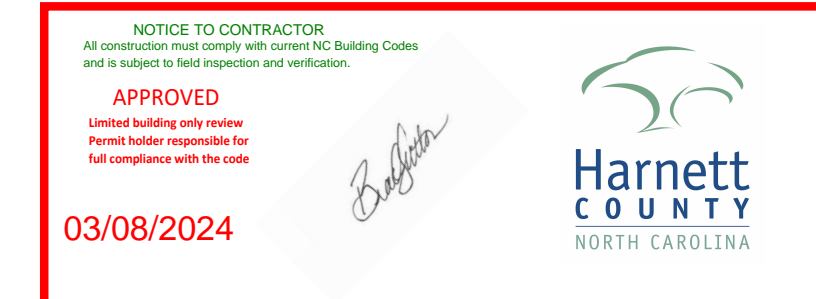 NOTICE TO CONTRACTOR
All construction must comply with current NC Building Codes
and is subject to field inspection and verification.
APPROVED
Limited building only review
Permit holder responsible for
full compliance with the code
03/08/2024
Brad Sutton
Harnett
COUNTY
NORTH CAROLINA